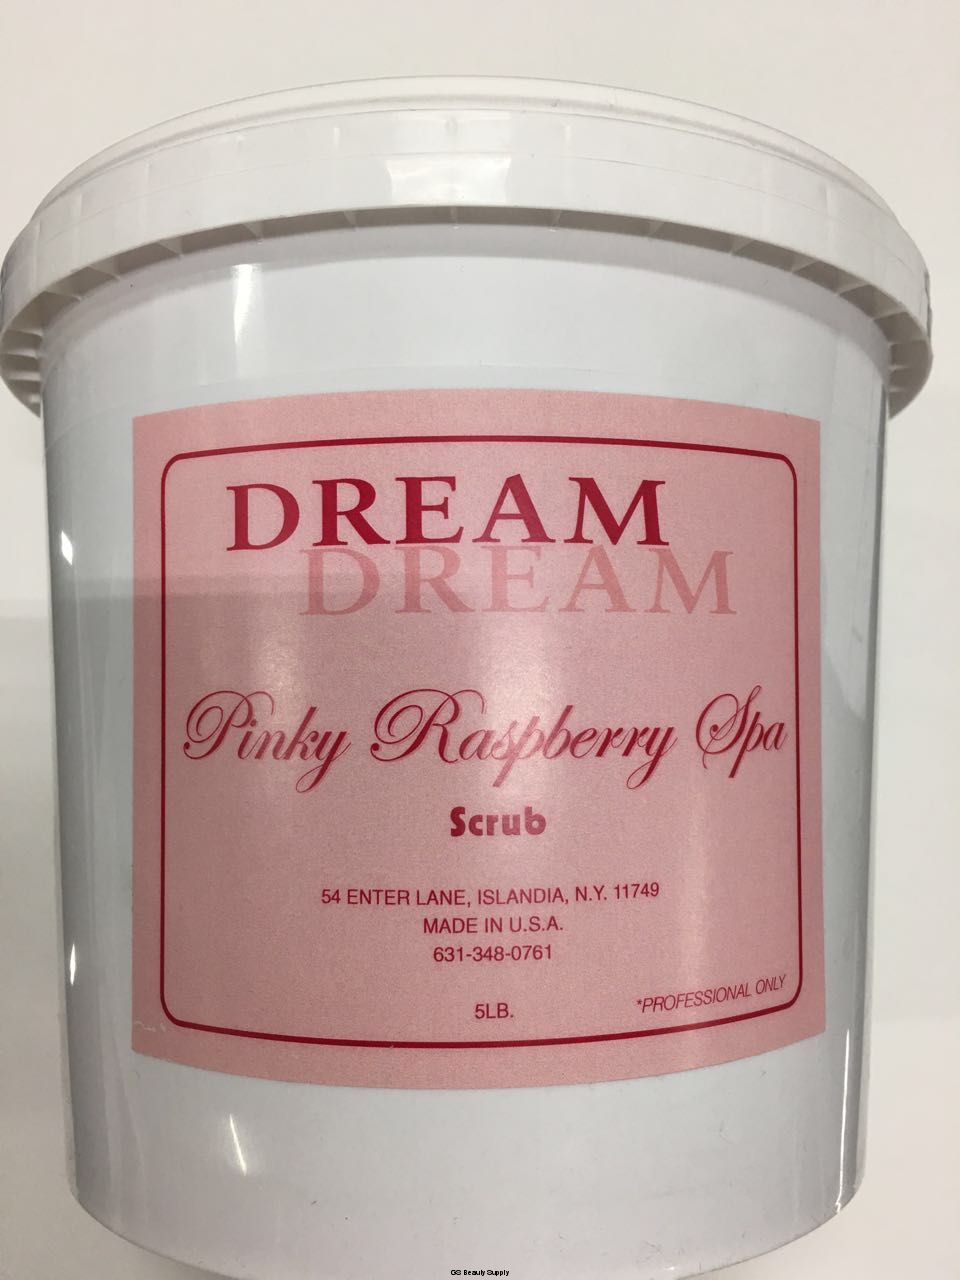 DREAM
DREAM
Pinky Raspberry Spa
Scrub
54 ENTER LANE, ISLANDIA, N.Y. 11749
MADE IN U.S.A.
631-348-0761
5LB.
*PROFESSIONAL ONLY
GS Beauty Supply